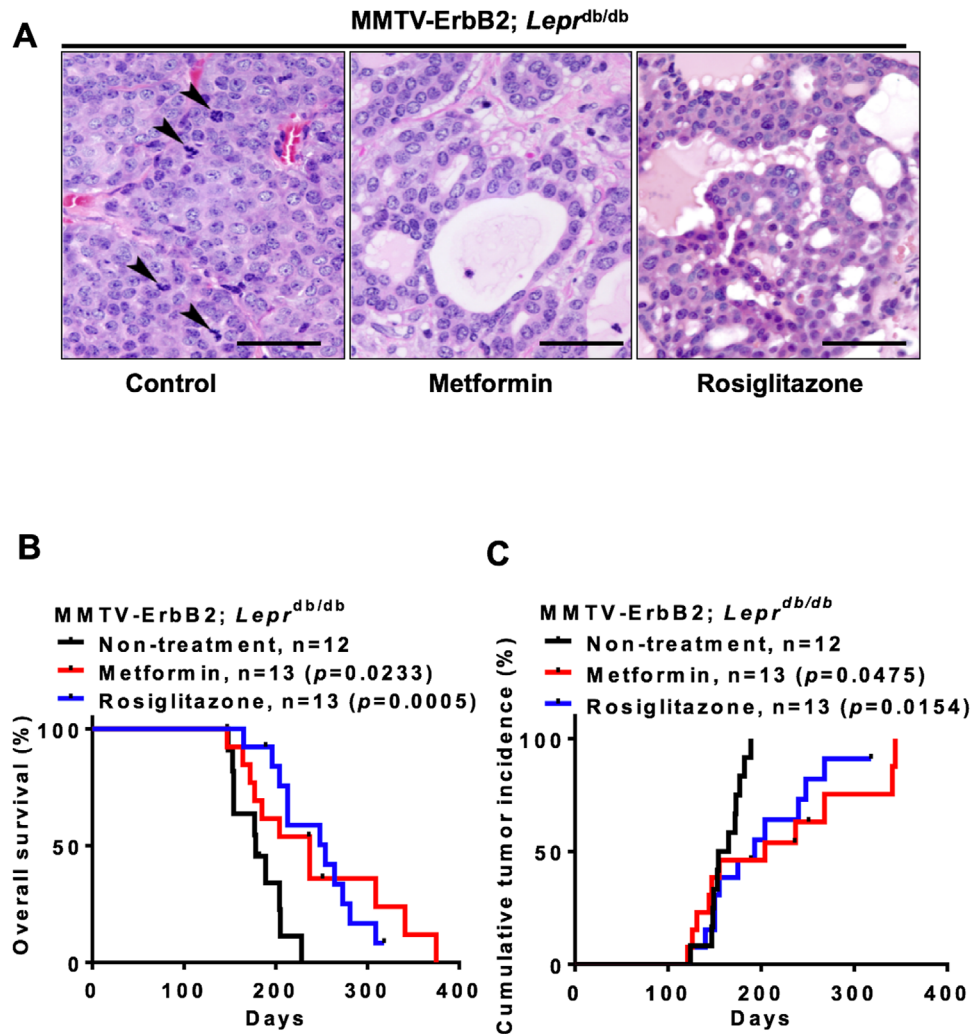 A
MMTV-ErbB2; Lepr^db/db
Control
Metformin
Rosiglitazone
B
MMTV-ErbB2; Lepr^db/db
Non-treatment, n=12
Metformin, n=13 (p=0.0233)
Rosiglitazone, n=13 (p=0.0005)
Overall survival (%)
100
50
0
0 100 200 300 400
Days
C
MMTV-ErbB2; Lepr^db/db
Non-treatment, n=12
Metformin, n=13 (p=0.0475)
Rosiglitazone, n=13 (p=0.0154)
Cumulative tumor incidence (%)
100
50
0
0 100 200 300 400
Days